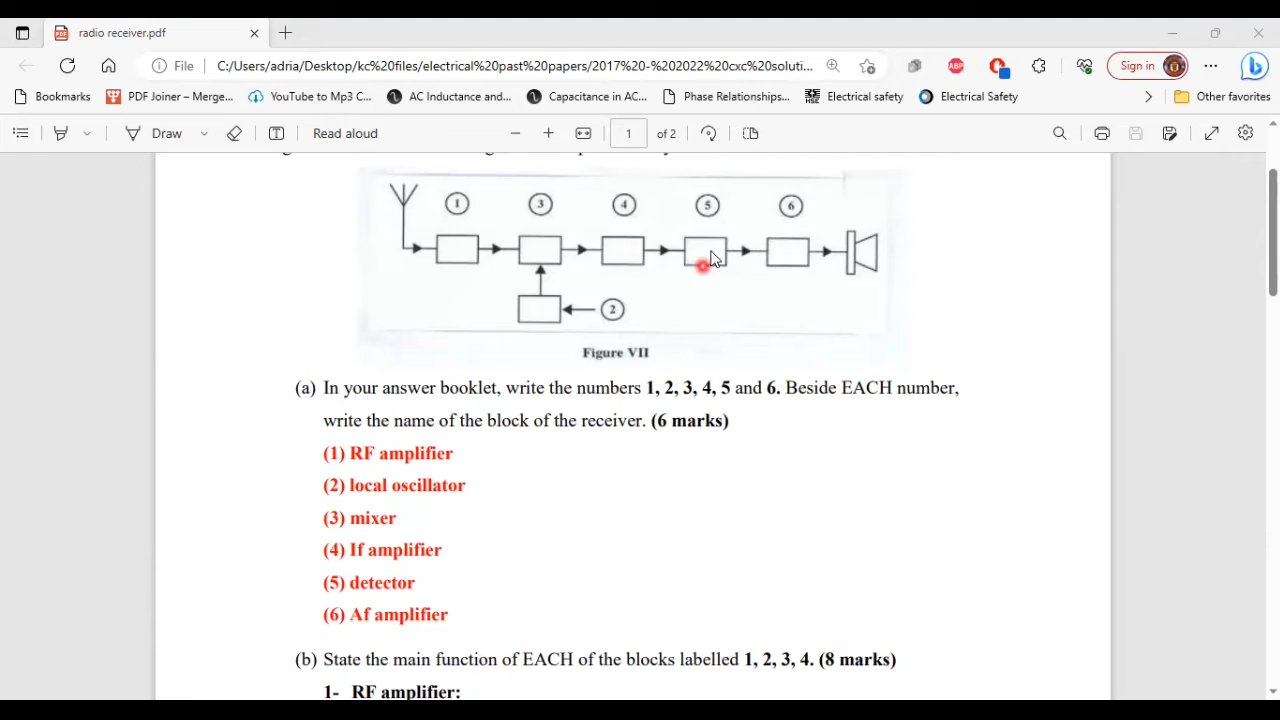 radio receiver.pdf
File
C:/Users/adria/Desktop/kc%20files/electrical%20past%20papers/2017%20-%202022%20cxc%20soluti...
ABP
Sign in
Bookmarks
PDF Joiner – Merge...
YouTube to Mp3 C...
AC Inductance and...
Capacitance in AC...
Phase Relationships...
Electrical safety
Electrical Safety
Other favorites
Draw
Read aloud
1
of 2
1 3 4 5 6
2
Figure VII
(a) In your answer booklet, write the numbers 1, 2, 3, 4, 5 and 6. Beside EACH number,
write the name of the block of the receiver. (6 marks)
(1) RF amplifier
(2) local oscillator
(3) mixer
(4) If amplifier
(5) detector
(6) Af amplifier
(b) State the main function of EACH of the blocks labelled 1, 2, 3, 4. (8 marks)
1- RF amplifier: